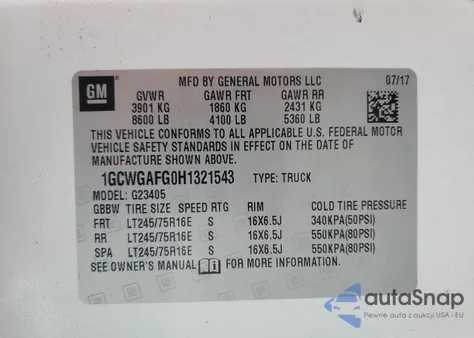 GM
MFD BY GENERAL MOTORS LLC 07/17
GVWR GAWR FRT GAWR RR
3901 KG 1860 KG 2431 KG
8600 LB 4100 LB 5360 LB
THIS VEHICLE CONFORMS TO ALL APPLICABLE U.S. FEDERAL MOTOR
VEHICLE SAFETY STANDARDS IN EFFECT ON THE DATE OF
MANUFACTURE SHOWN ABOVE.
1GCWGAFG0H1321543 TYPE: TRUCK
MODEL: G23405
GBBW TIRE SIZE SPEED RTG RIM COLD TIRE PRESSURE
FRT LT245/75R16E S 16X6.5J 340KPA(50PSI)
RR LT245/75R16E S 16X6.5J 550KPA(80PSI)
SPA LT245/75R16E S 16X6.5J 550KPA(80PSI)
SEE OWNER'S MANUAL FOR MORE INFORMATION.
autoSnap
Pewne auta z aukcji USA - EU